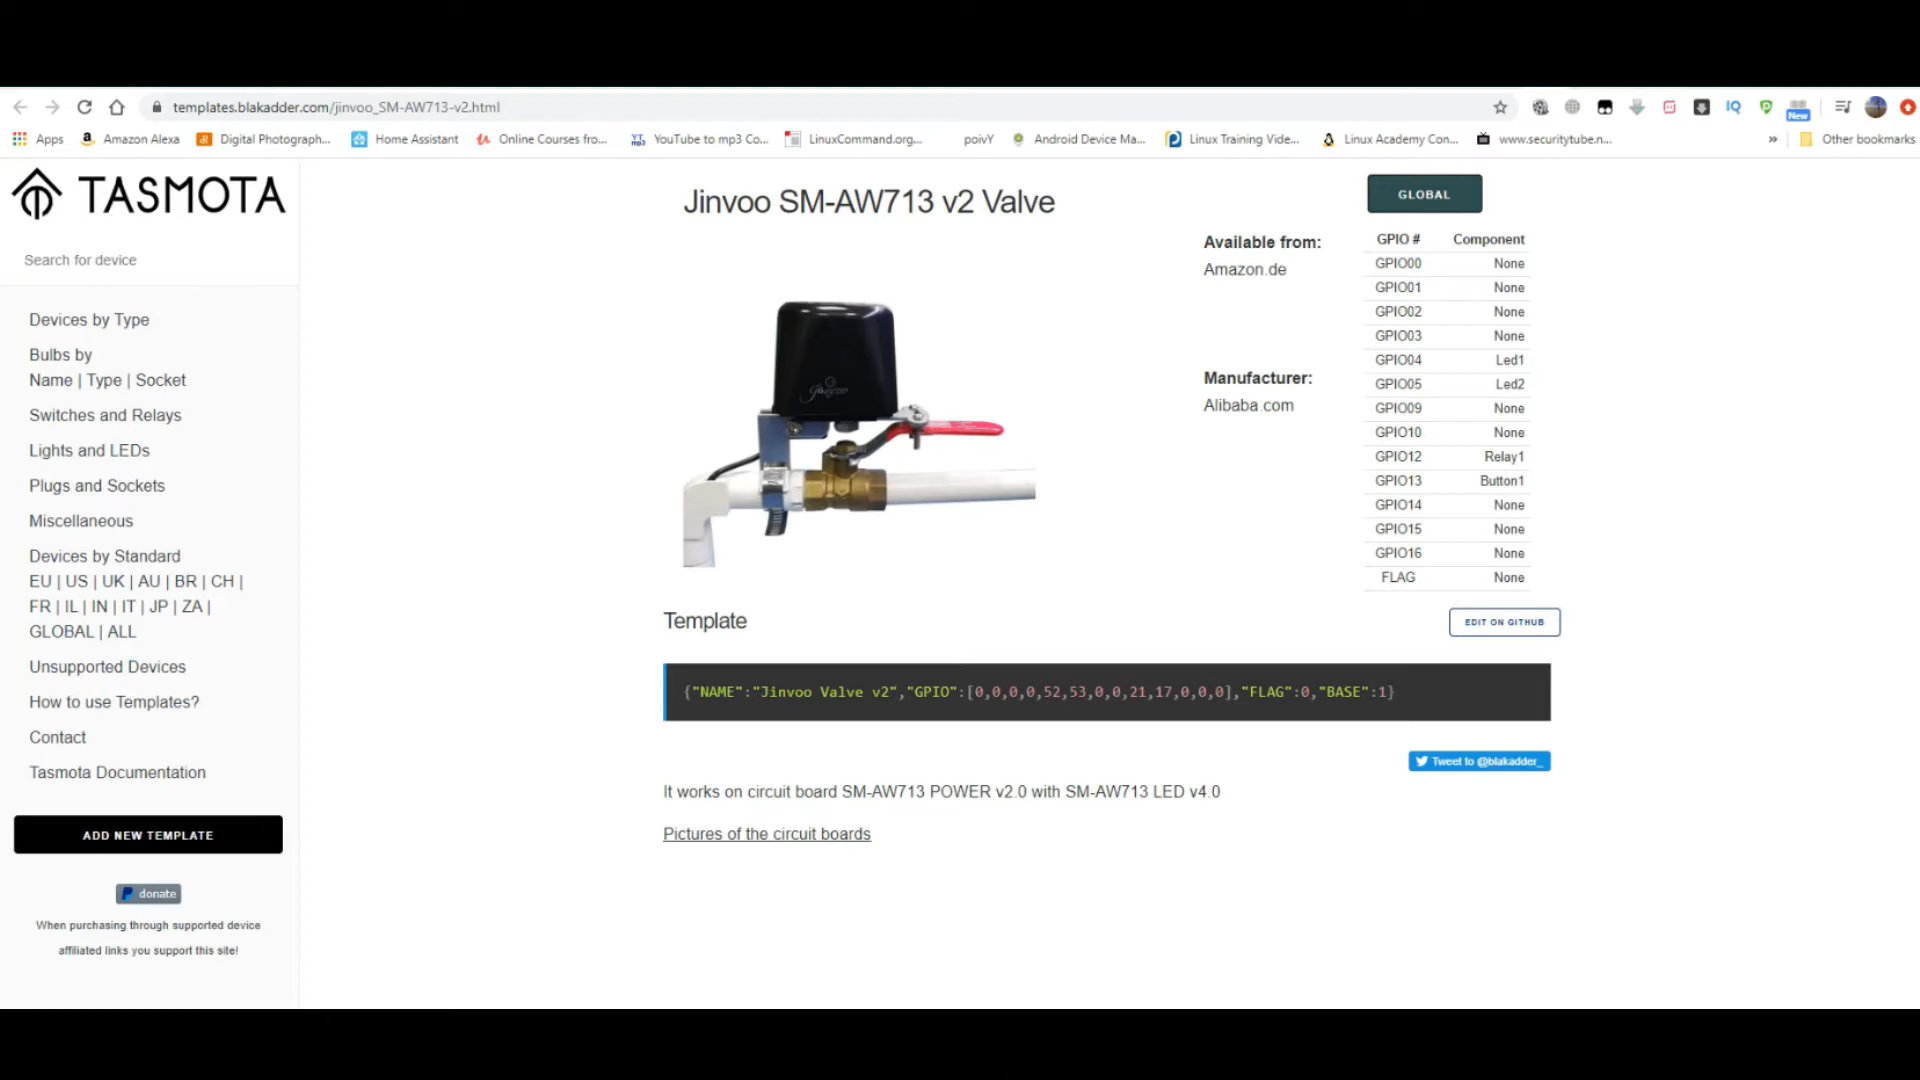 templates.blakadder.com/jinvoo_SM-AW713-v2.html
New
Apps
Amazon Alexa
Digital Photograph...
Home Assistant
Online Courses fro...
YouTube to mp3 Co...
LinuxCommand.org...
poivY
Android Device Ma...
Linux Training Vide...
Linux Academy Con...
www.securitytube.n...
»
Other bookmarks
TASMOTA
Search for device
Devices by Type
Bulbs by
Name | Type | Socket
Switches and Relays
Lights and LEDs
Plugs and Sockets
Miscellaneous
Devices by Standard
EU | US | UK | AU | BR | CH |
FR | IL | IN | IT | JP | ZA |
GLOBAL | ALL
Unsupported Devices
How to use Templates?
Contact
Tasmota Documentation
ADD NEW TEMPLATE
donate
When purchasing through supported device
affiliated links you support this site!
Jinvoo SM-AW713 v2 Valve
Available from:
Amazon.de
Manufacturer:
Alibaba.com
GLOBAL
GPIO # Component
GPIO00 None
GPIO01 None
GPIO02 None
GPIO03 None
GPIO04 Led1
GPIO05 Led2
GPIO09 None
GPIO10 None
GPIO12 Relay1
GPIO13 Button1
GPIO14 None
GPIO15 None
GPIO16 None
FLAG None
Template
EDIT ON GITHUB
{"NAME":"Jinvoo Valve v2","GPIO":[0,0,0,0,52,53,0,0,21,17,0,0,0],"FLAG":0,"BASE":1}
Tweet to @blakadder_
It works on circuit board SM-AW713 POWER v2.0 with SM-AW713 LED v4.0
Pictures of the circuit boards